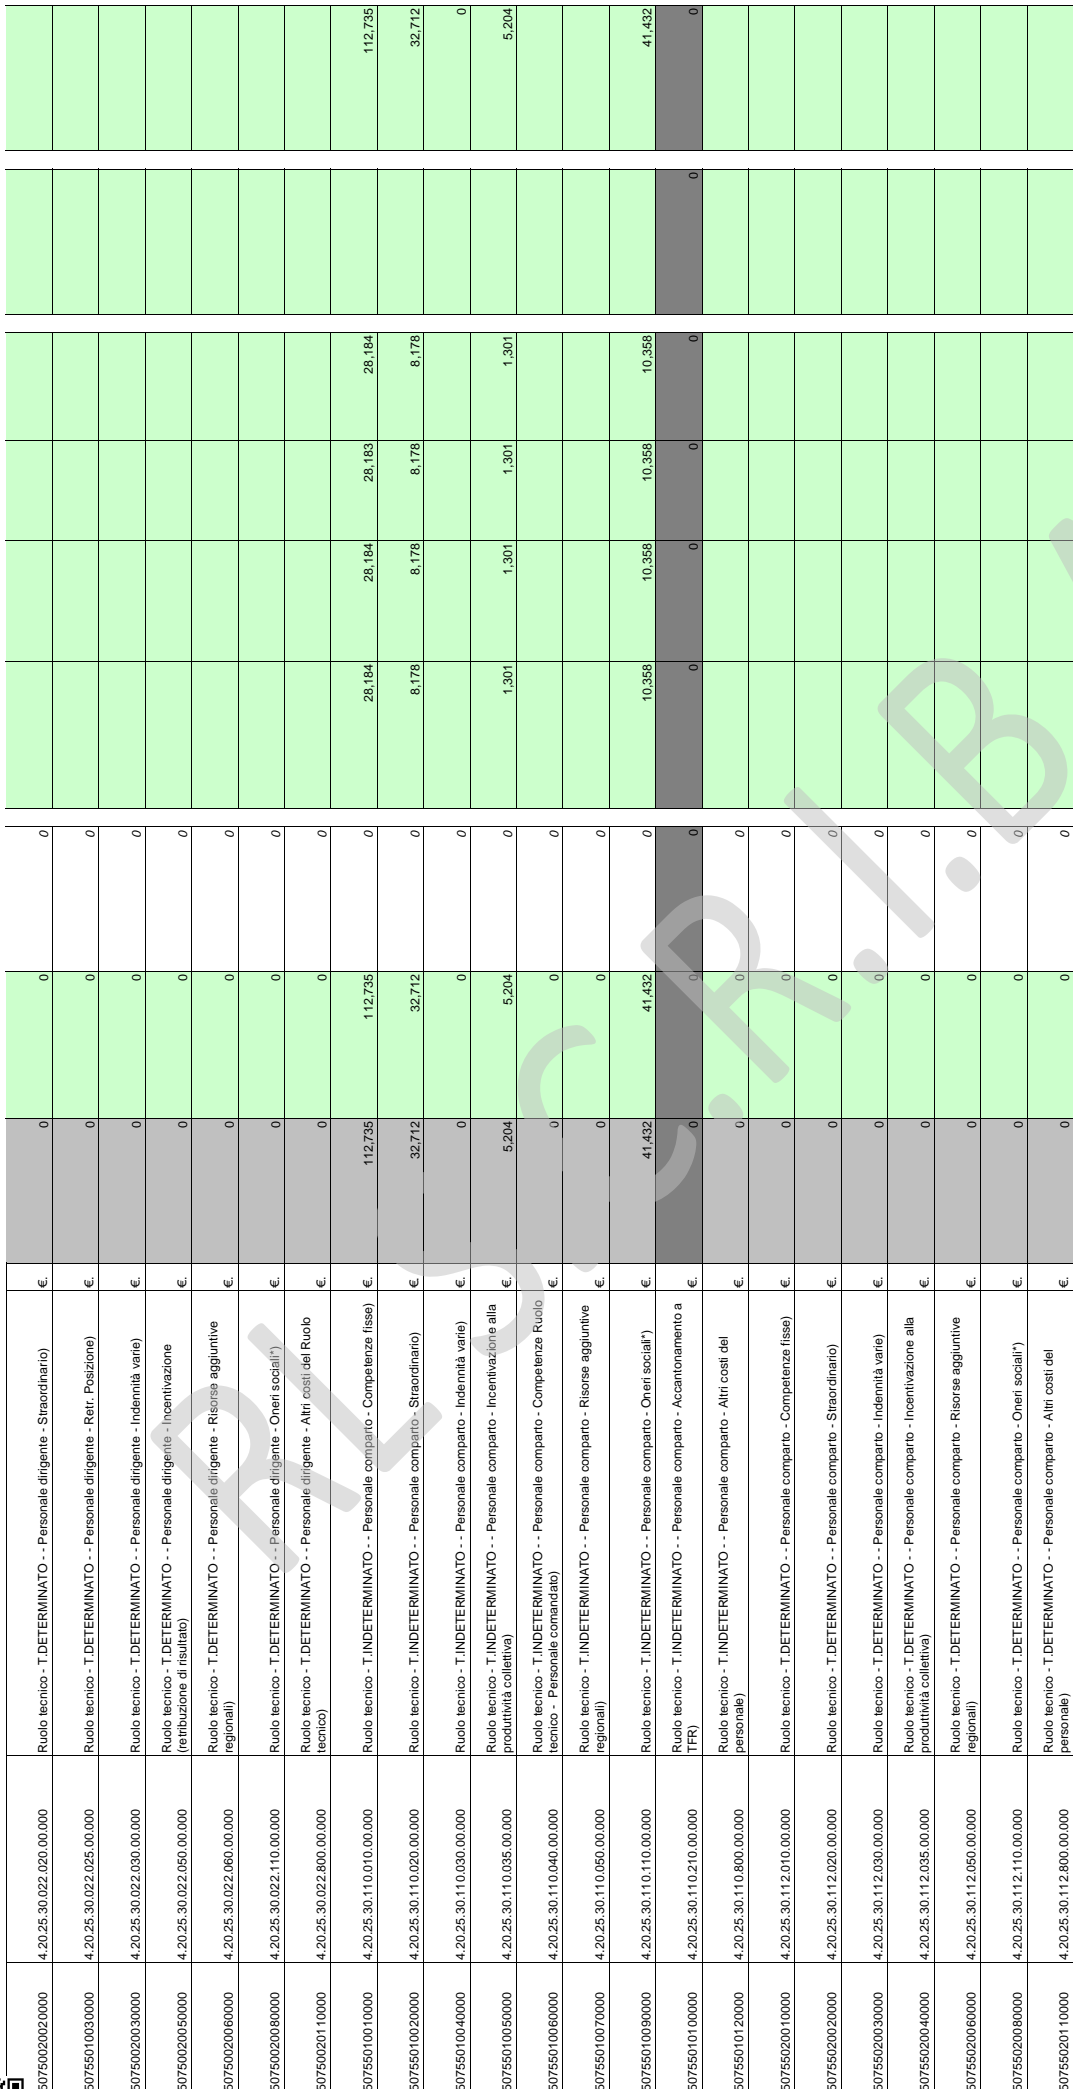 60750020020000 4.20.25.30.022.020.00.000 Ruolo tecnico - T.DETERMINATO - - Personale dirigente - Straordinario) €. 0 0 0
60755010030000 4.20.25.30.022.025.00.000 Ruolo tecnico - T.DETERMINATO - - Personale dirigente - Retr. Posizione) €. 0 0 0
60750020030000 4.20.25.30.022.030.00.000 Ruolo tecnico - T.DETERMINATO - - Personale dirigente - Indennità varie) €. 0 0 0
60750020050000 4.20.25.30.022.050.00.000 Ruolo tecnico - T.DETERMINATO - - Personale dirigente - Incentivazione
(retribuzione di risultato) €. 0 0 0
60750020060000 4.20.25.30.022.060.00.000 Ruolo tecnico - T.DETERMINATO - - Personale dirigente - Risorse aggiuntive
regionali) €. 0 0 0
60750020080000 4.20.25.30.022.110.00.000 Ruolo tecnico - T.DETERMINATO - - Personale dirigente - Oneri sociali*) €. 0 0 0
60750020110000 4.20.25.30.022.800.00.000 Ruolo tecnico - T.DETERMINATO - - Personale dirigente - Altri costi del Ruolo
tecnico) €. 0 0 0
60755010010000 4.20.25.30.110.010.00.000 Ruolo tecnico - T.INDETERMINATO - - Personale comparto - Competenze fisse) €. 112,735 112,735 0 28,184 28,184 28,183 28,184 112,735
60755010020000 4.20.25.30.110.020.00.000 Ruolo tecnico - T.INDETERMINATO - - Personale comparto - Straordinario) €. 32,712 32,712 0 8,178 8,178 8,178 8,178 32,712
60755010040000 4.20.25.30.110.030.00.000 Ruolo tecnico - T.INDETERMINATO - - Personale comparto - Indennità varie) €. 0 0 0 0
60755010050000 4.20.25.30.110.035.00.000 Ruolo tecnico - T.INDETERMINATO - - Personale comparto - Incentivazione alla
produttività collettiva) €. 5,204 5,204 0 1,301 1,301 1,301 1,301 5,204
60755010060000 4.20.25.30.110.040.00.000 Ruolo tecnico - T.INDETERMINATO - - Personale comparto - Competenze Ruolo
tecnico - Personale comandato) €. 0 0 0
60755010070000 4.20.25.30.110.050.00.000 Ruolo tecnico - T.INDETERMINATO - - Personale comparto - Risorse aggiuntive
regionali) €. 0 0 0
60755010090000 4.20.25.30.110.110.00.000 Ruolo tecnico - T.INDETERMINATO - - Personale comparto - Oneri sociali*) €. 41,432 41,432 0 10,358 10,358 10,358 10,358 41,432
60755010100000 4.20.25.30.110.210.00.000 Ruolo tecnico - T.INDETERMINATO - - Personale comparto - Accantonamento a
TFR) €. 0 0 0 0 0 0 0 0 0
60755010120000 4.20.25.30.110.800.00.000 Ruolo tecnico - T.INDETERMINATO - - Personale comparto - Altri costi del
personale) €. 0 0 0
60755020010000 4.20.25.30.112.010.00.000 Ruolo tecnico - T.DETERMINATO - - Personale comparto - Competenze fisse) €. 0 0 0
60755020020000 4.20.25.30.112.020.00.000 Ruolo tecnico - T.DETERMINATO - - Personale comparto - Straordinario) €. 0 0 0
60755020030000 4.20.25.30.112.030.00.000 Ruolo tecnico - T.DETERMINATO - - Personale comparto - Indennità varie) €. 0 0 0
60755020040000 4.20.25.30.112.035.00.000 Ruolo tecnico - T.DETERMINATO - - Personale comparto - Incentivazione alla
produttività collettiva) €. 0 0 0
60755020060000 4.20.25.30.112.050.00.000 Ruolo tecnico - T.DETERMINATO - - Personale comparto - Risorse aggiuntive
regionali) €. 0 0 0
60755020080000 4.20.25.30.112.110.00.000 Ruolo tecnico - T.DETERMINATO - - Personale comparto - Oneri sociali*) €. 0 0 0
60755020110000 4.20.25.30.112.800.00.000 Ruolo tecnico - T.DETERMINATO - - Personale comparto - Altri costi del
personale) €. 0 0 0
RL S.C.R.I.B.